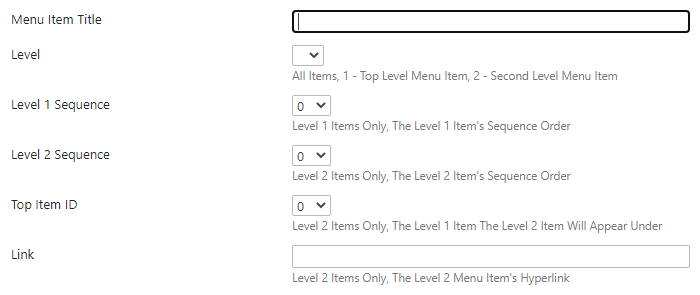 Menu Item Title
Level
All Items, 1 - Top Level Menu Item, 2 - Second Level Menu Item
Level 1 Sequence 0
Level 1 Items Only, The Level 1 Item's Sequence Order
Level 2 Sequence 0
Level 2 Items Only, The Level 2 Item's Sequence Order
Top Item ID 0
Level 2 Items Only, The Level 1 Item The Level 2 Item Will Appear Under
Link
Level 2 Items Only, The Level 2 Menu Item's Hyperlink